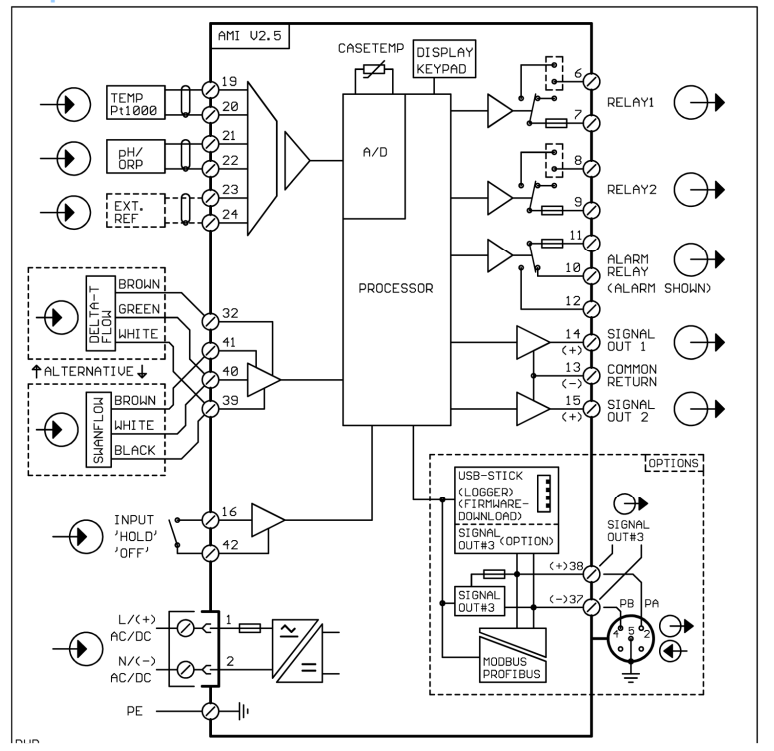 AMI V2.5
CASETEMP
DISPLAY
KEYPAD
TEMP
Pt1000
19
20
pH/
ORP
21
22
EXT.
REF
23
24
A/D
PROCESSOR
6
7
RELAY1
8
9
RELAY2
11
10
12
ALARM
RELAY
(ALARM SHOWN)
14
(+)
SIGNAL
OUT 1
13
(-)
COMMON
RETURN
15
(+)
SIGNAL
OUT 2
DELTA-T
FLOW
BROWN
GREEN
WHITE
32
41
40
39
ALTERNATIVE
SWANFLOW
BROWN
WHITE
BLACK
INPUT
'HOLD'
'OFF'
16
42
L/(+)
AC/DC
1
N/(-)
AC/DC
2
PE
OPTIONS
USB-STICK
(LOGGER)
(FIRMWARE-
DOWNLOAD)
SIGNAL
OUT#3 (OPTION)
SIGNAL
OUT#3
(+)38
(-)37
SIGNAL
OUT#3
PB PA
4 5 2
MODBUS
PROFIBUS